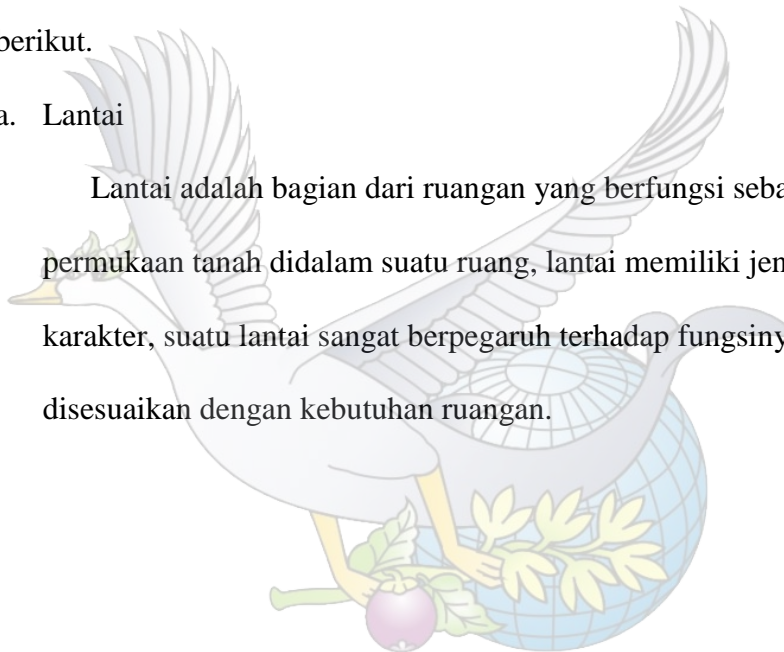 berikut.
a. Lantai
Lantai adalah bagian dari ruangan yang berfungsi seba
permukaan tanah didalam suatu ruang, lantai memiliki jen
karakter, suatu lantai sangat berpegaruh terhadap fungsiny
disesuaikan dengan kebutuhan ruangan.